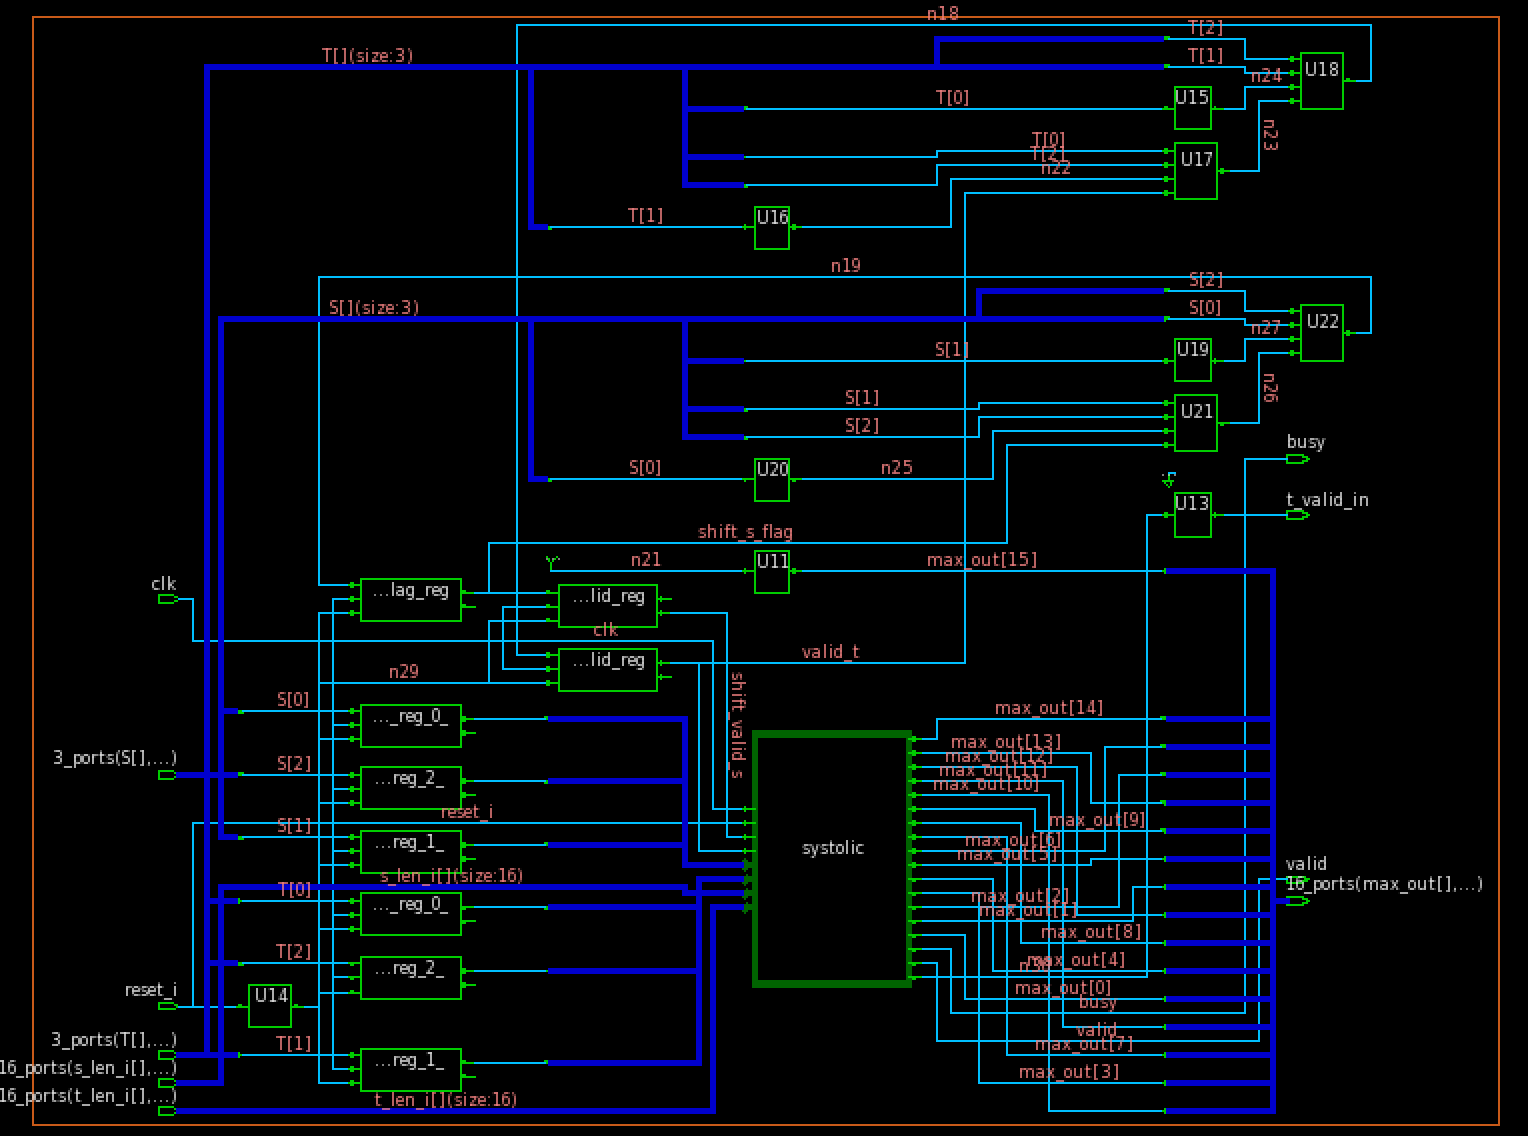 n18
T[2]
T[](size:3)
T[1]
U18
n24
T[0]
U15
n23
T[0]
T[2]
n22
U17
T[1]
U16
n19
S[2]
S[](size:3)
S[0]
U22
n27
S[1]
U19
n26
S[1]
U21
S[2]
busy
S[0]
U20
n25
t_valid_in
U13
shift_s_flag
n21
U11
max_out[15]
clk
...lag_reg
...lid_reg
clk
valid_t
...lid_reg
n29
shift_valid_s
S[0]
..._reg_0_
max_out[14]
3_ports(S[],...)
S[2]
...reg_2_
max_out[13]
max_out[12]
max_out[11]
max_out[10]
reset_i
S[1]
...reg_1_
systolic
max_out[9]
max_out[6]
max_out[5]
valid
s_len_i[](size:16)
16_ports(max_out[],...)
T[0]
..._reg_0_
max_out[2]
max_out[1]
max_out[8]
T[2]
...reg_2_
max_out[4]
reset_i
U14
max_out[0]
busy
3_ports(T[],...)
T[1]
...reg_1_
valid
max_out[7]
16_ports(s_len_i[],...)
max_out[3]
16_ports(t_len_i[],...)
t_len_i[](size:16)